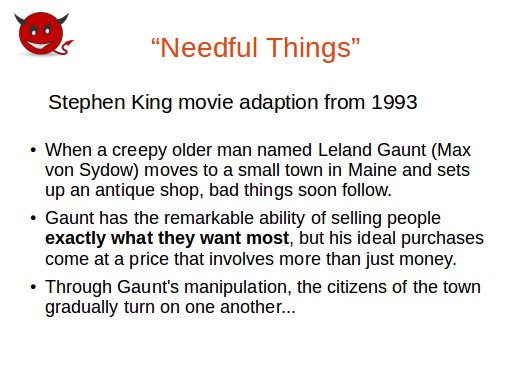 “Needful Things”
Stephen King movie adaption from 1993
• When a creepy older man named Leland Gaunt (Max
von Sydow) moves to a small town in Maine and sets
up an antique shop, bad things soon follow.
• Gaunt has the remarkable ability of selling people
exactly what they want most, but his ideal purchases
come at a price that involves more than just money.
• Through Gaunt's manipulation, the citizens of the town
gradually turn on one another...